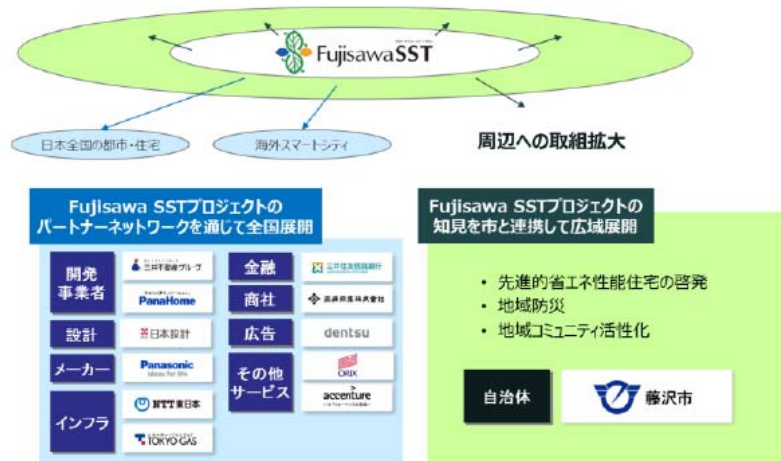 FujisawaSST
日本全国の都市・住宅
海外スマートシティ
周辺への取組拡大
Fujisawa SSTプロジェクトの
パートナーネットワークを通じて全国展開
開発
事業者
三井不動産グループ
PanaHome
設計
日本設計
メーカー
Panasonic
ideas for life
インフラ
NTT東日本
TOKYO GAS
金融
三井住友信託銀行
商社
広告
dentsu
その他
サービス
ORIX
accenture
Fujisawa SSTプロジェクトの
知見を市と連携して広域展開
• 先進的省エネ性能住宅の啓発
• 地域防災
• 地域コミュニティ活性化
自治体
藤沢市